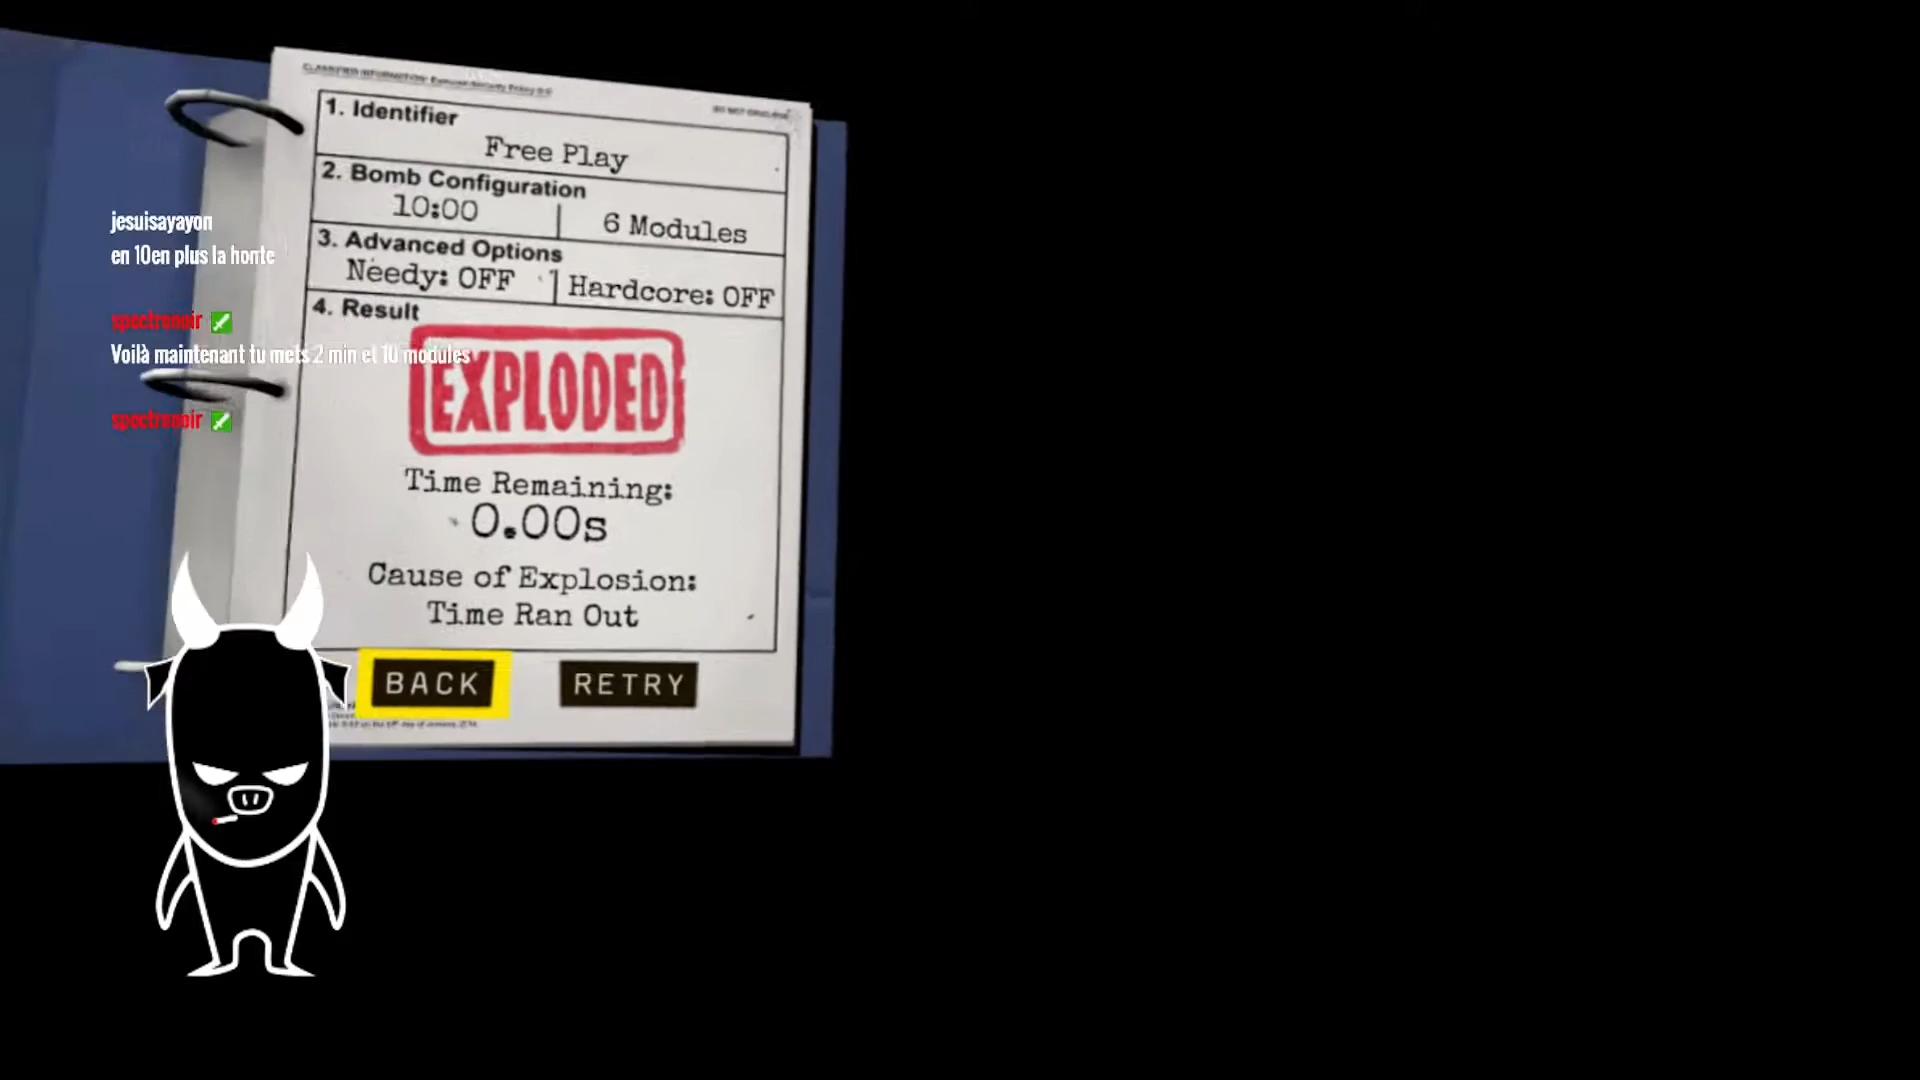 1. Identifier
Free Play
2. Bomb Configuration
10:00
6 Modules
3. Advanced Options
Needy: OFF
Hardcore: OFF
4. Result
EXPLODED
Time Remaining:
0.00s
Cause of Explosion:
Time Ran Out
BACK
RETRY
jesuisayayon
en 10en plus la honte
spectrenoir
Voilà maintenant tu mets 2 min et 10 modules
spectrenoir